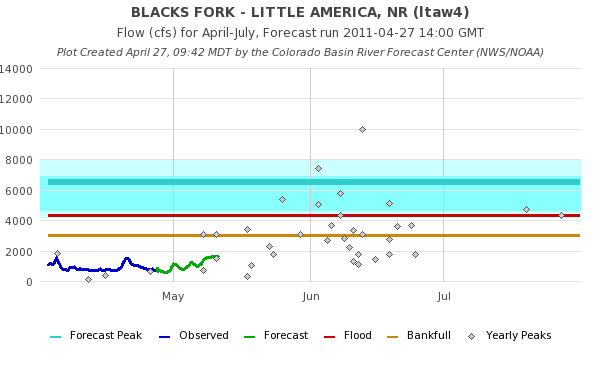 BLACKS FORK - LITTLE AMERICA, NR (ltaw4)
Flow (cfs) for April-July, Forecast run 2011-04-27 14:00 GMT
Plot Created April 27, 09:42 MDT by the Colorado Basin River Forecast Center (NWS/NOAA)
14000
12000
10000
8000
6000
4000
2000
0
May Jun Jul
Forecast Peak Observed Forecast Flood Bankfull Yearly Peaks